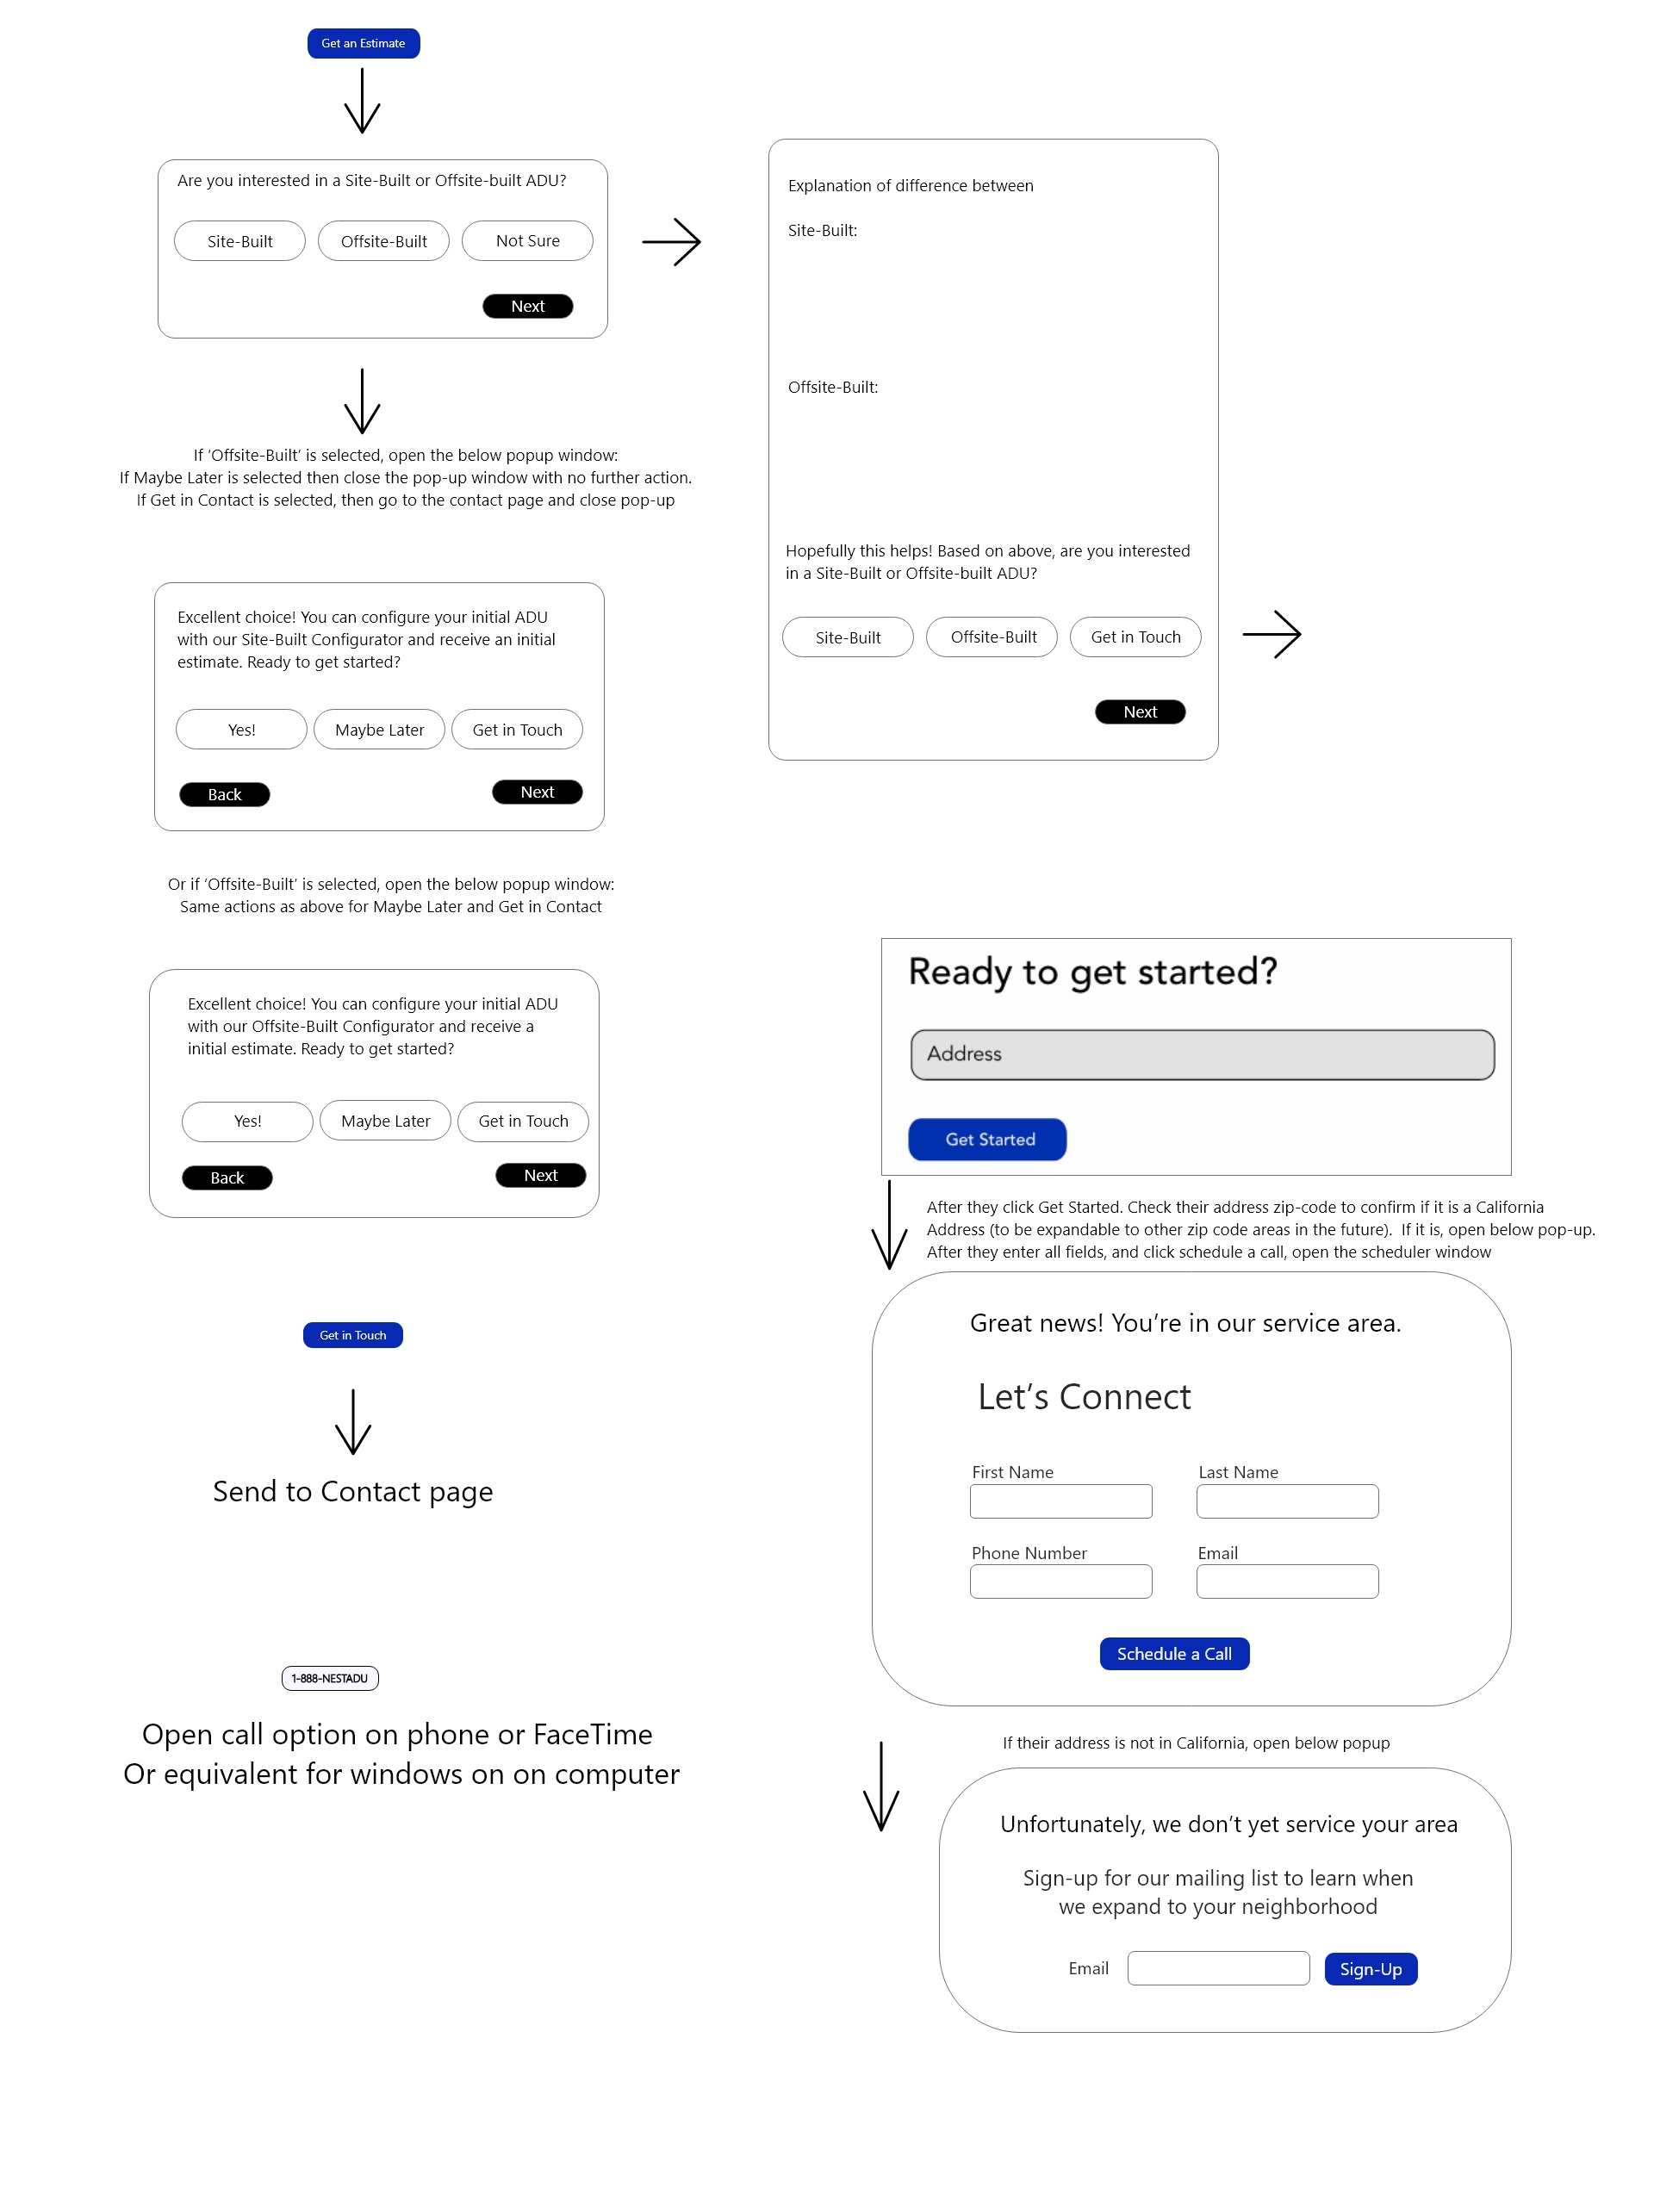 Get an Estimate
Are you interested in a Site-Built or Offsite-built ADU?
Site-Built
Offsite-Built
Not Sure
Next
If ‘Offsite-Built’ is selected, open the below popup window:
If Maybe Later is selected then close the pop-up window with no further action.
If Get in Contact is selected, then go to the contact page and close pop-up
Excellent choice! You can configure your initial ADU
with our Site-Built Configurator and receive an initial
estimate. Ready to get started?
Yes!
Maybe Later
Get in Touch
Back
Next
Or if ‘Offsite-Built’ is selected, open the below popup window:
Same actions as above for Maybe Later and Get in Contact
Excellent choice! You can configure your initial ADU
with our Offsite-Built Configurator and receive a
initial estimate. Ready to get started?
Yes!
Maybe Later
Get in Touch
Back
Next
Get in Touch
Send to Contact page
1-888-NESTADU
Open call option on phone or FaceTime
Or equivalent for windows on on computer
Explanation of difference between
Site-Built:
Offsite-Built:
Hopefully this helps! Based on above, are you interested
in a Site-Built or Offsite-built ADU?
Site-Built
Offsite-Built
Get in Touch
Next
Ready to get started?
Address
Get Started
After they click Get Started. Check their address zip-code to confirm if it is a California
Address (to be expandable to other zip code areas in the future).  If it is, open below pop-up.
After they enter all fields, and click schedule a call, open the scheduler window
Great news! You’re in our service area.
Let’s Connect
First Name
Last Name
Phone Number
Email
Schedule a Call
If their address is not in California, open below popup
Unfortunately, we don’t yet service your area
Sign-up for our mailing list to learn when
we expand to your neighborhood
Email
Sign-Up